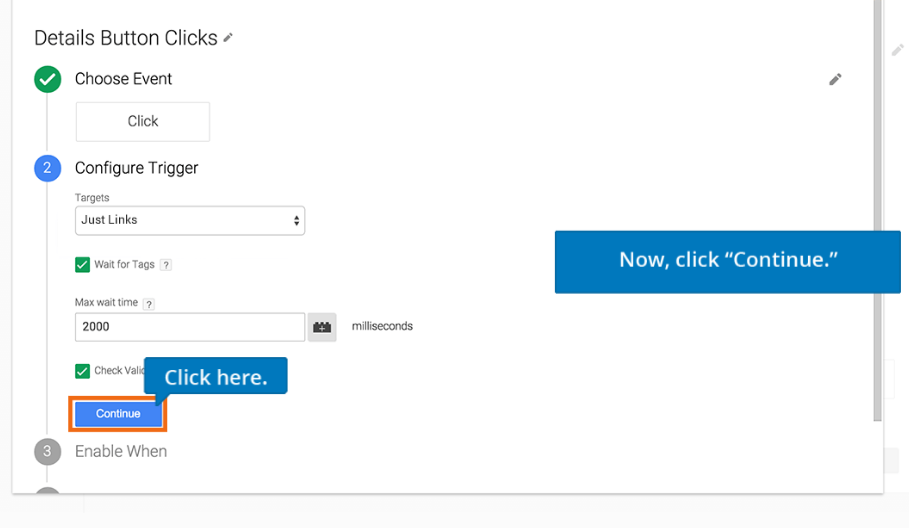 Details Button Clicks
Choose Event
Click
2 Configure Trigger
Targets
Just Links
Now, click “Continue.”
Wait for Tags ?
Max wait time ?
2000 milliseconds
Check Vali
Click here.
Continue
3 Enable When